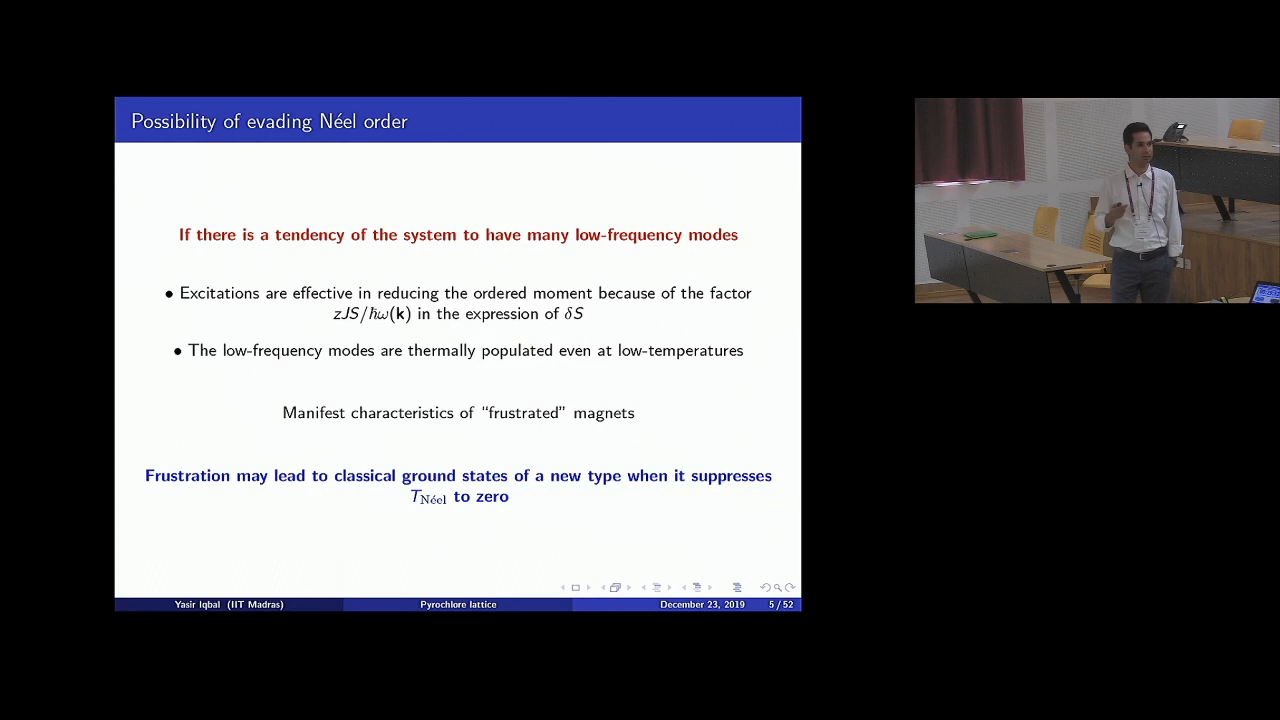 Possibility of evading Néel order
If there is a tendency of the system to have many low-frequency modes
• Excitations are effective in reducing the ordered moment because of the factor
zJS/ℏω(k) in the expression of δS
• The low-frequency modes are thermally populated even at low-temperatures
Manifest characteristics of “frustrated” magnets
Frustration may lead to classical ground states of a new type when it suppresses
T_Néel to zero
Yasir Iqbal (IIT Madras) Pyrochlore lattice December 23, 2019 5 / 52